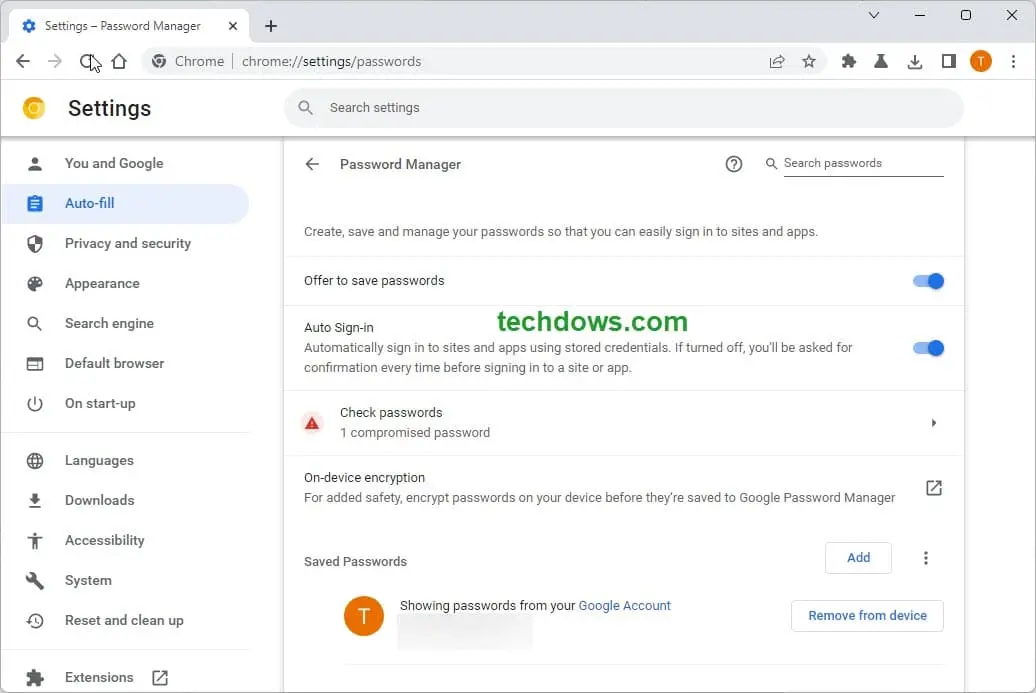 Settings – Password Manager
Chrome
chrome://settings/passwords
T
Settings
Search settings
You and Google
Auto-fill
Privacy and security
Appearance
Search engine
Default browser
On start-up
Languages
Downloads
Accessibility
System
Reset and clean up
Extensions
Password Manager
Search passwords
Create, save and manage your passwords so that you can easily sign in to sites and apps.
Offer to save passwords
techdows.com
Auto Sign-in
Automatically sign in to sites and apps using stored credentials. If turned off, you'll be asked for
confirmation every time before signing in to a site or app.
Check passwords
1 compromised password
On-device encryption
For added safety, encrypt passwords on your device before they're saved to Google Password Manager
Saved Passwords
Add
T
Showing passwords from your Google Account
Remove from device